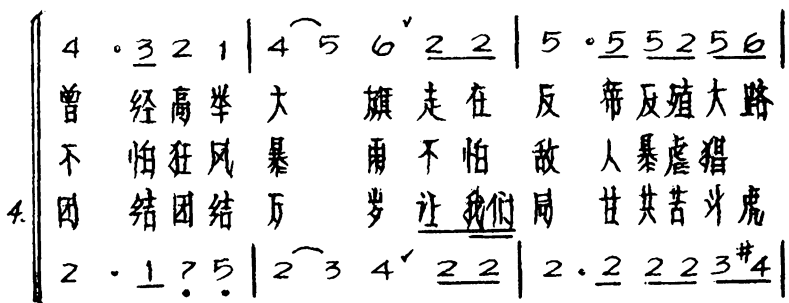 4 · 3 2 1 | 4 5 6 ˇ 2 2 | 5 · 5 5 2 5 6 |
曾 经高举 大 旗走在 反 帝反殖大路
不 怕狂风 暴 雨不怕 敌 人暴虐猖
4. 团 结团结 万 岁让我们 同 甘共苦斗虎
2 · 1 7 5 | 2 3 4 ˇ 2 2 | 2 · 2 2 2 3 #4 |